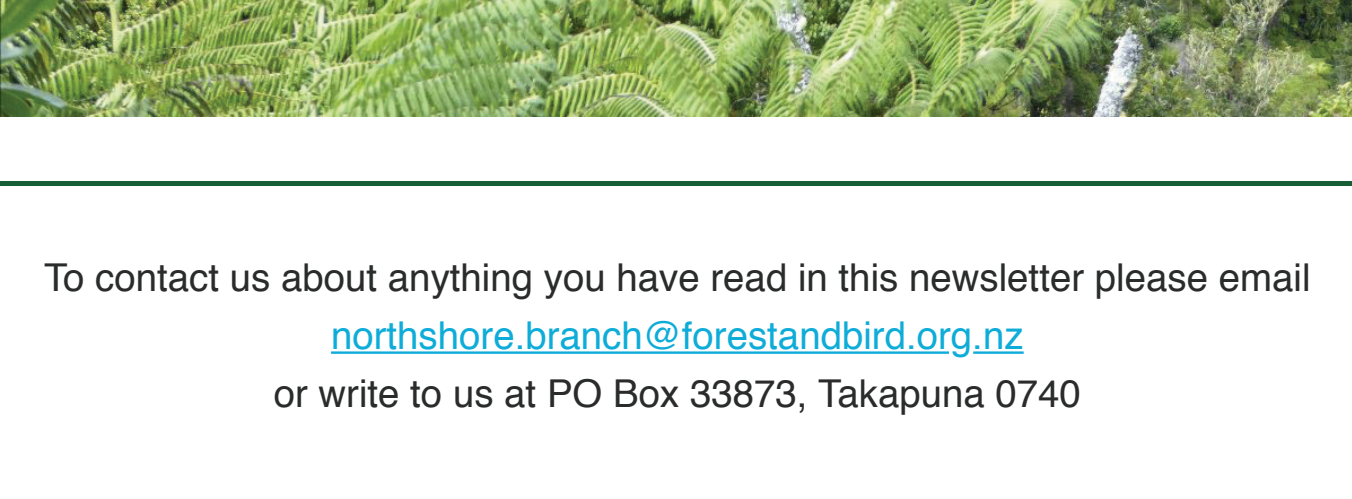 To contact us about anything you have read in this newsletter please email
northshore.branch@forestandbird.org.nz
or write to us at PO Box 33873, Takapuna 0740